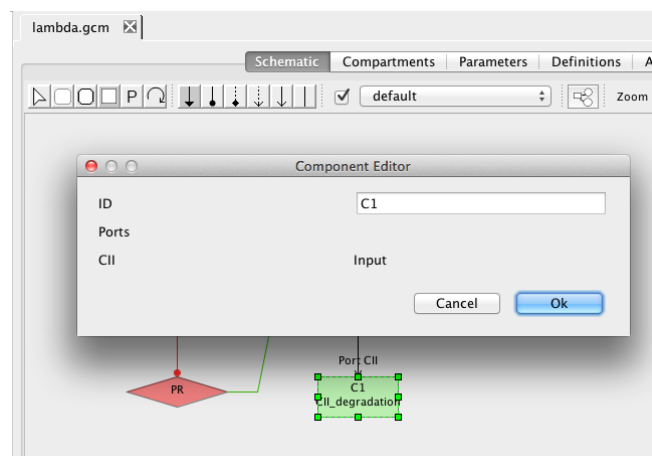 lambda.gcm
Schematic Compartments Parameters Definitions A
P default Zoom
Component Editor
ID C1
Ports
CII Input
Cancel Ok
Port CII
PR
C1
CII_degradation